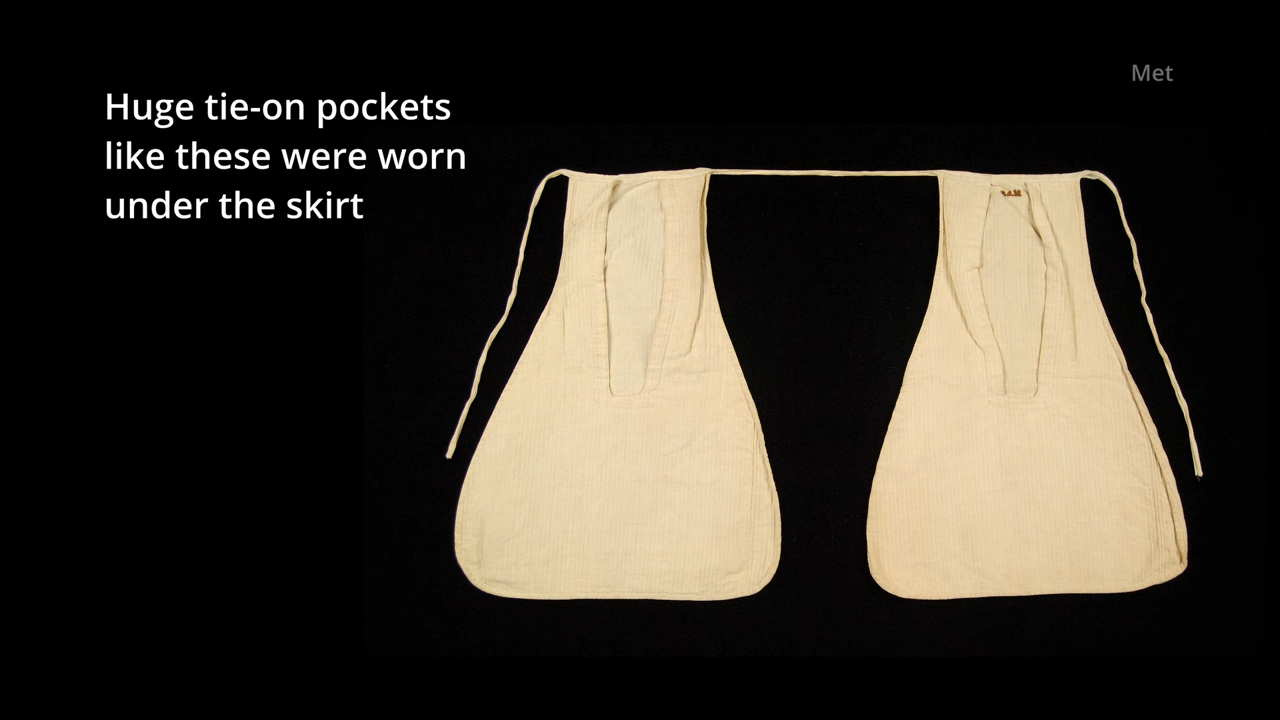 Met
Huge tie-on pockets
like these were worn
under the skirt